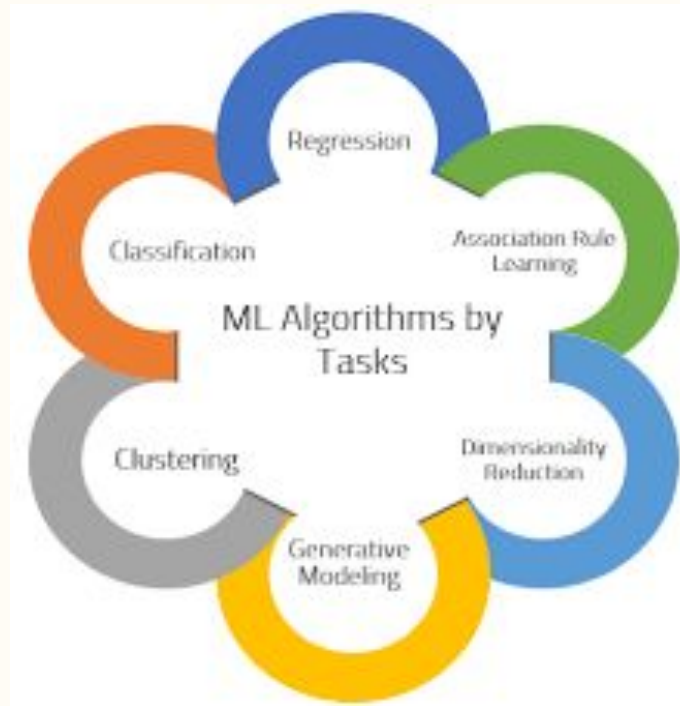 Regression
Classification
Association Rule
Learning
ML Algorithms by
Tasks
Clustering
Dimensionality
Reduction
Generative
Modeling